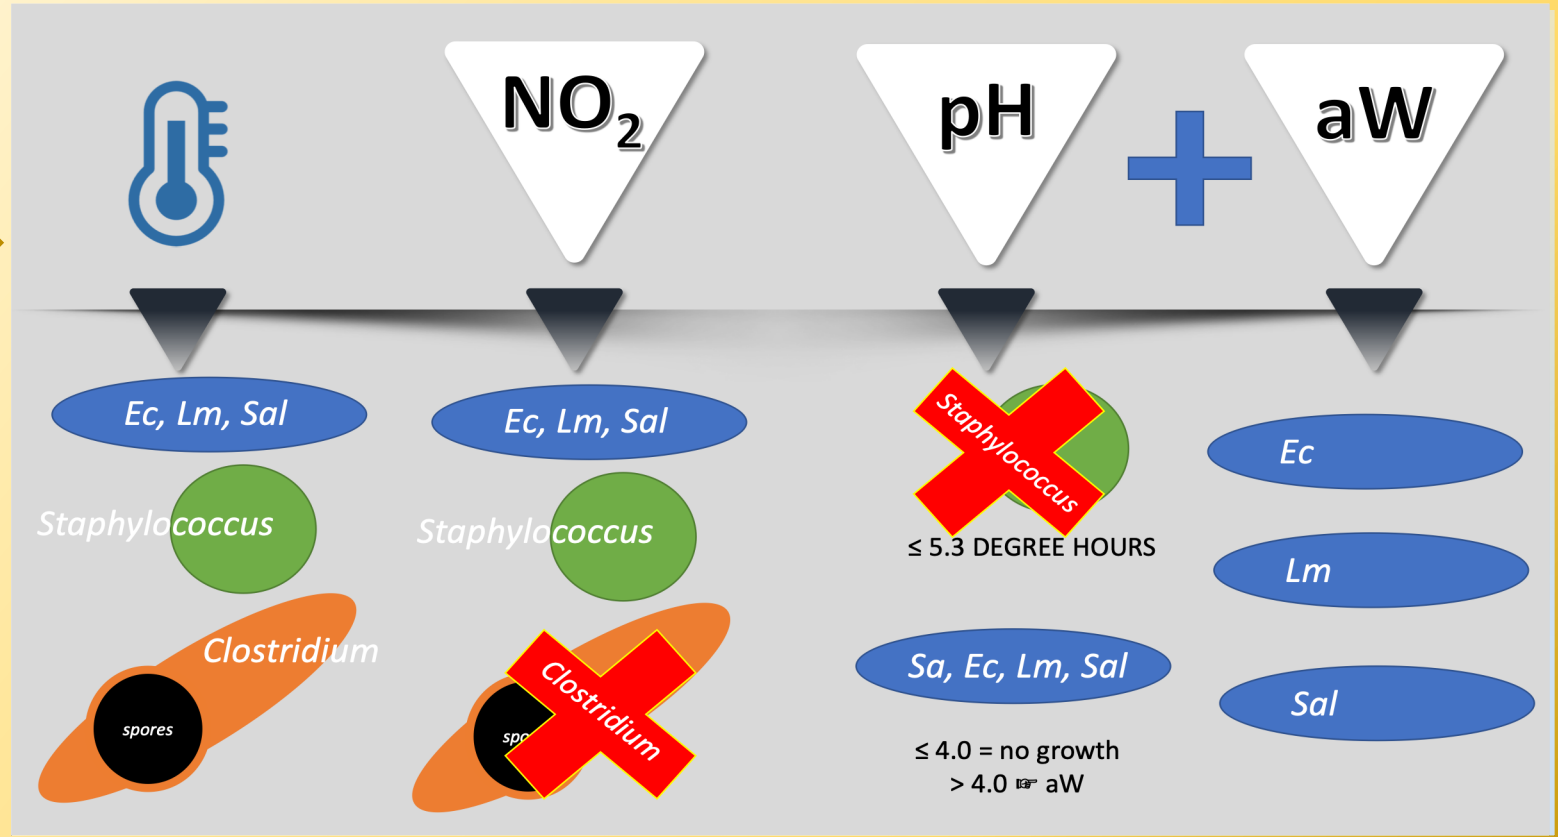 NO₂
pH
aW
Ec, Lm, Sal
Staphylococcus
Clostridium
spores
Ec, Lm, Sal
Staphylococcus
Clostridium
spo
Staphylococcus
≤ 5.3 DEGREE HOURS
Sa, Ec, Lm, Sal
≤ 4.0 = no growth
> 4.0 ☞ aW
Ec
Lm
Sal